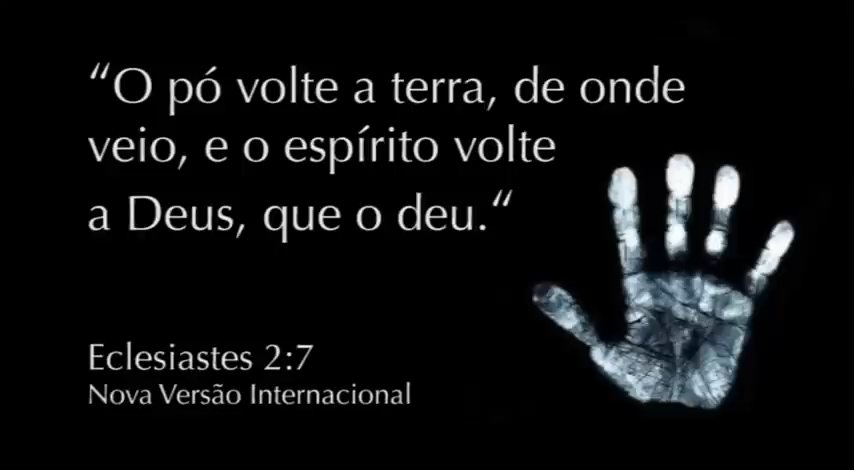 “O pó volte a terra, de onde
veio, e o espírito volte
a Deus, que o deu.“
Eclesiastes 2:7
Nova Versão Internacional